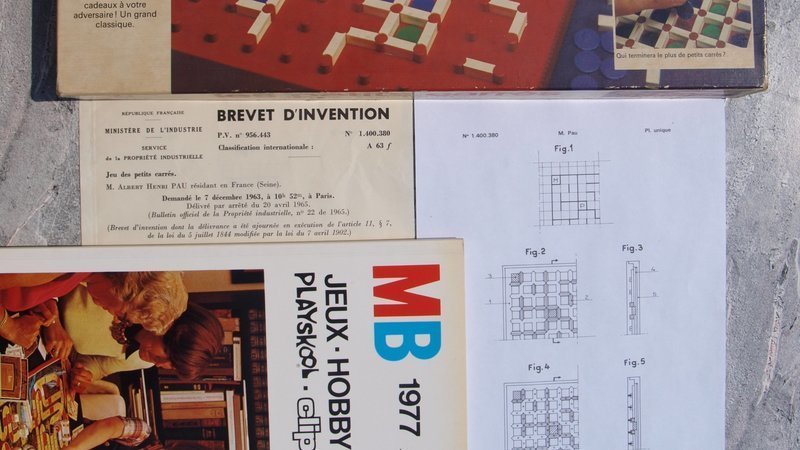 cadeaux à votre
adversaire! Un grand
classique.
Qui terminera le plus de petits carrés?
RÉPUBLIQUE FRANÇAISE
MINISTÈRE DE L'INDUSTRIE
SERVICE
de la PROPRIÉTÉ INDUSTRIELLE
BREVET D'INVENTION
P.V. n° 956.443 N° 1.400.380
Classification internationale : A 63 f
Jeu des petits carrés.
M. ALBERT HENRI PAU résidant en France (Seine).
Demandé le 7 décembre 1963, à 10h 52m, à Paris.
Délivré par arrêté du 20 avril 1965.
(Bulletin officiel de la Propriété industrielle, n° 22 de 1965.)
(Brevet d'invention dont la délivrance a été ajournée en exécution de l'article 11, § 7,
de la loi du 5 juillet 1844 modifiée par la loi du 7 avril 1902.)
N° 1.400.380 M. Pau Pl. unique
Fig.1
M
D
Fig.2
Fig.3
3
1
2
4
5
Fig.4
Fig.5
MB 1977
JEUX · HOBBY
PLAYSKOOL · clip